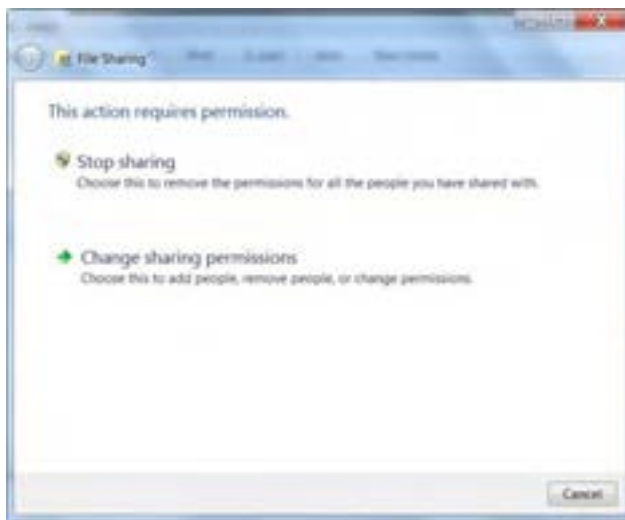 File Sharing
This action requires permission.
Stop sharing
Choose this to remove the permissions for all the people you have shared with.
Change sharing permissions
Choose this to add people, remove people, or change permissions.
Cancel